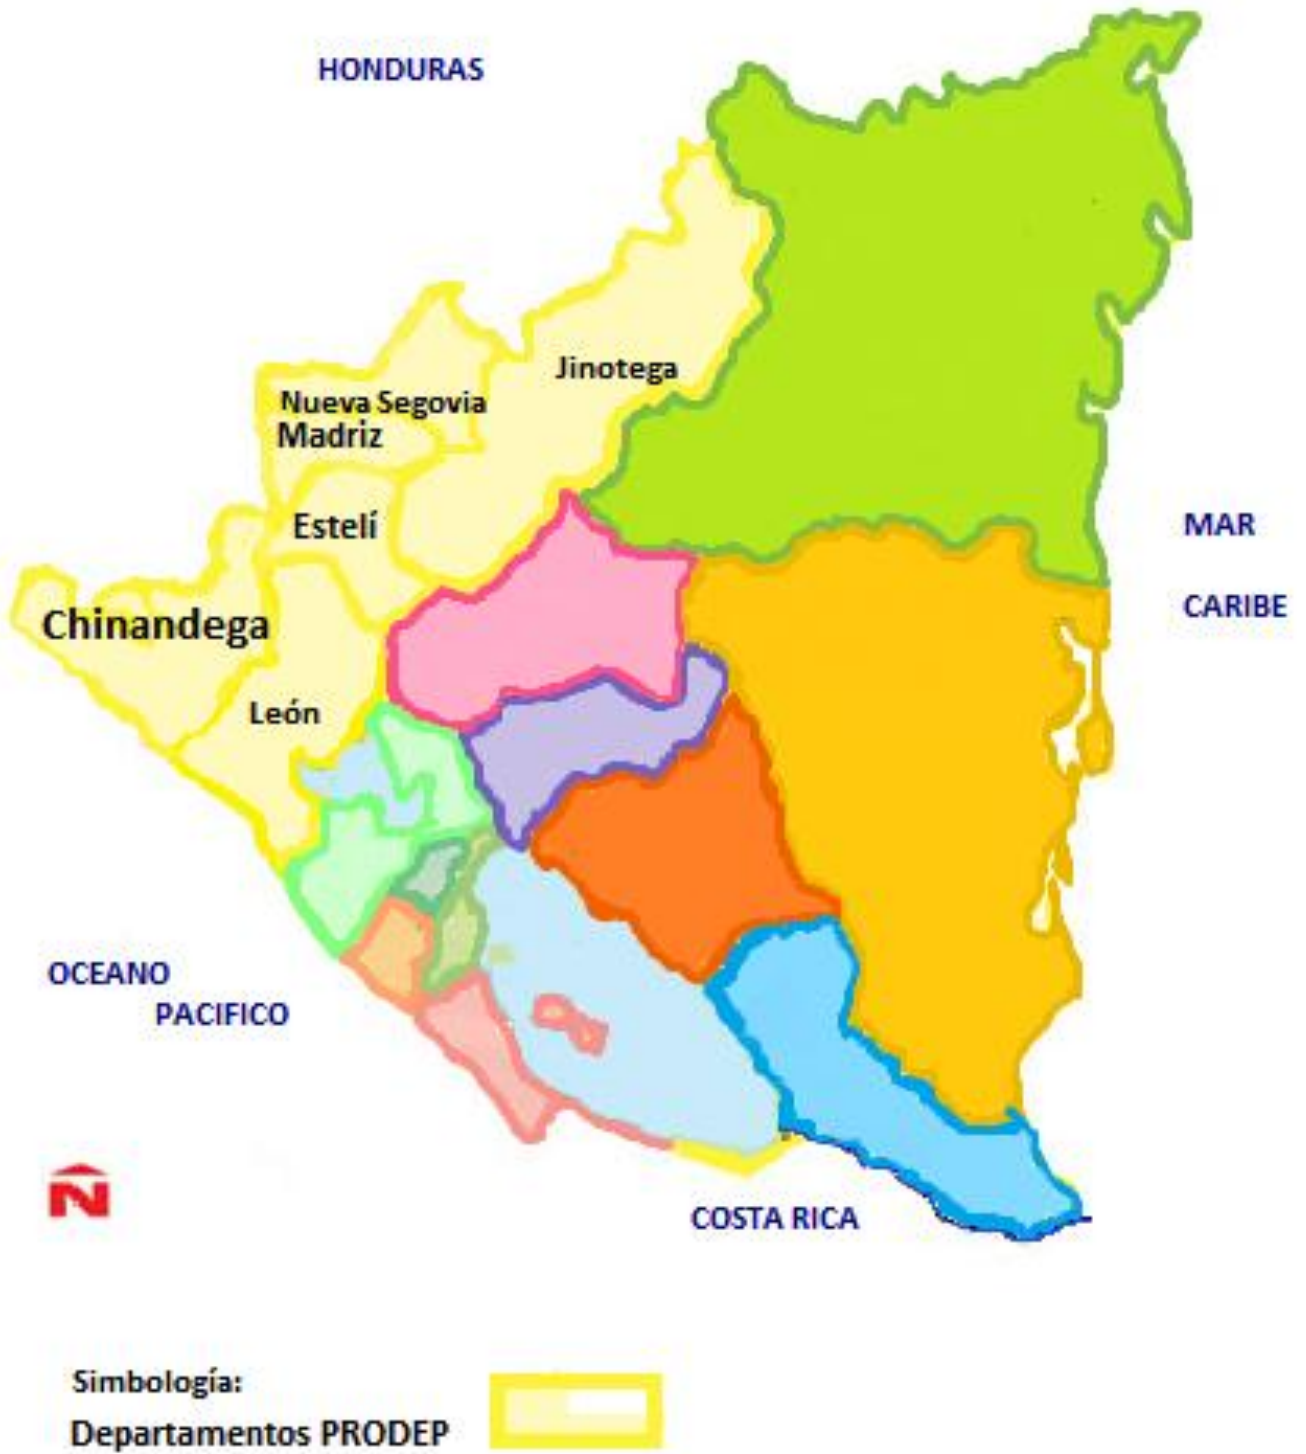 HONDURAS
Jinotega
Nueva Segovia
Madriz
Estelí
MAR
CARIBE
Chinandega
León
OCEANO
PACIFICO
N
COSTA RICA
Simbología:
Departamentos PRODEP